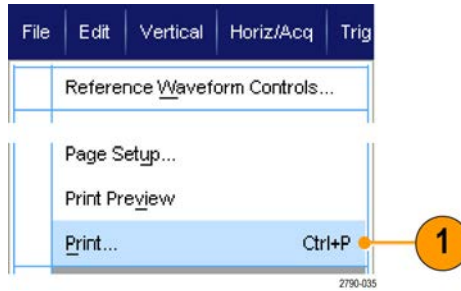 File Edit Vertical Horiz/Acq Trig
Reference Waveform Controls...
Page Setup...
Print Preview
Print... Ctrl+P
1
2790-035